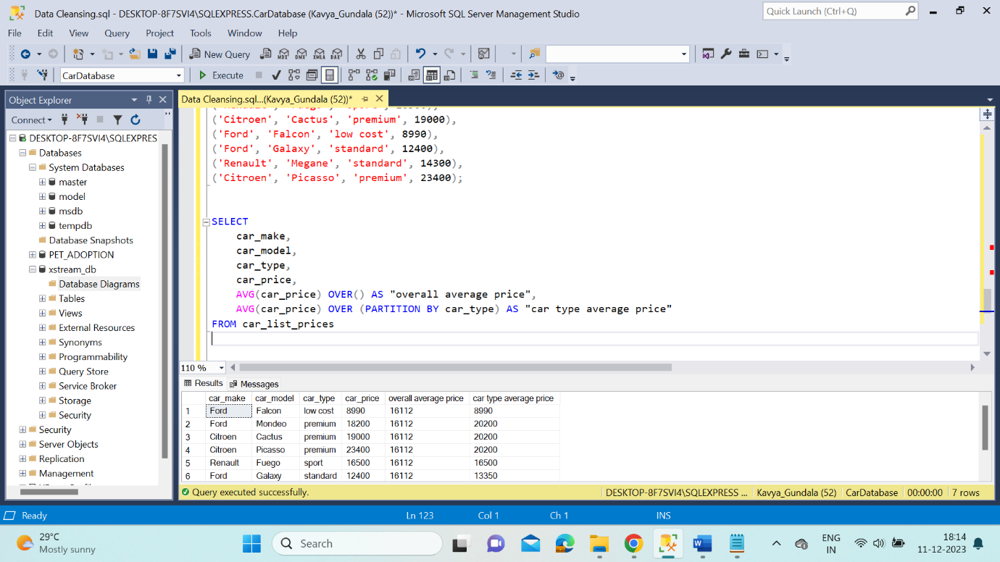 Data Cleansing.sql - DESKTOP-8F7SVI4\SQLEXPRESS.CarDatabase (Kavya_Gundala (52))* - Microsoft SQL Server Management Studio
Quick Launch (Ctrl+Q)
File Edit View Query Project Tools Window Help
New Query MDX DMX XMLA DAX
CarDatabase Execute
Object Explorer
Connect
DESKTOP-8F7SVI4\SQLEXPRES
Databases
System Databases
master
model
msdb
tempdb
Database Snapshots
PET_ADOPTION
xstream_db
Database Diagrams
Tables
Views
External Resources
Synonyms
Programmability
Query Store
Service Broker
Storage
Security
Security
Server Objects
Replication
Management
Data Cleansing.sql...(Kavya_Gundala (52))*
('Citroen', 'Cactus', 'premium', 19000),
('Ford', 'Falcon', 'low cost', 8990),
('Ford', 'Galaxy', 'standard', 12400),
('Renault', 'Megane', 'standard', 14300),
('Citroen', 'Picasso', 'premium', 23400);
SELECT
car_make,
car_model,
car_type,
car_price,
AVG(car_price) OVER() AS "overall average price",
AVG(car_price) OVER (PARTITION BY car_type) AS "car type average price"
FROM car_list_prices
110 %
Results Messages
car_make car_model car_type car_price overall average price car type average price
1 Ford Falcon low cost 8990 16112 8990
2 Ford Mondeo premium 18200 16112 20200
3 Citroen Cactus premium 19000 16112 20200
4 Citroen Picasso premium 23400 16112 20200
5 Renault Fuego sport 16500 16112 16500
6 Ford Galaxy standard 12400 16112 13350
Query executed successfully. DESKTOP-8F7SVI4\SQLEXPRESS ... Kavya_Gundala (52) CarDatabase 00:00:00 7 rows
Ready Ln 123 Col 1 Ch 1 INS
29°C
Mostly sunny
Search
ENG
IN
18:14
11-12-2023